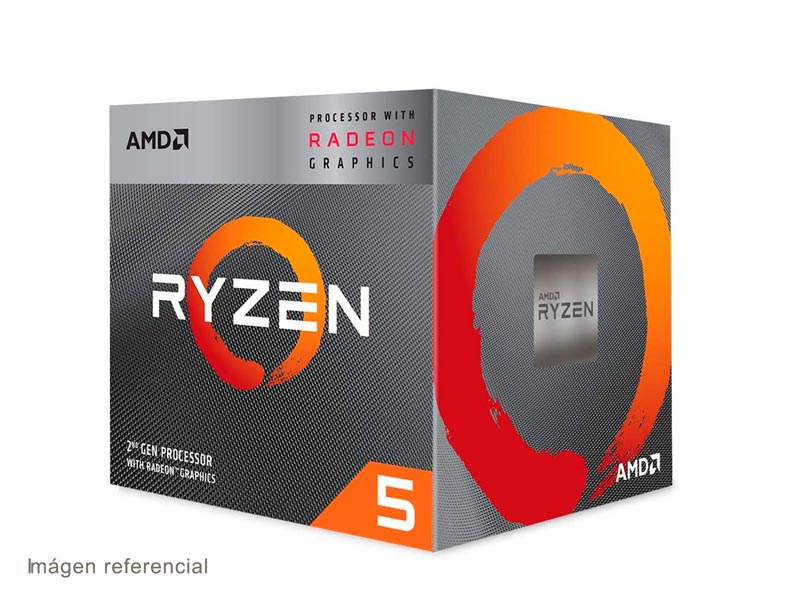 AMD
PROCESSOR WITH
RADEON
GRAPHICS
RYZEN
2ND GEN PROCESSOR
WITH RADEON™ GRAPHICS
5
AMD
RYZEN
AMD
Imágen referencial